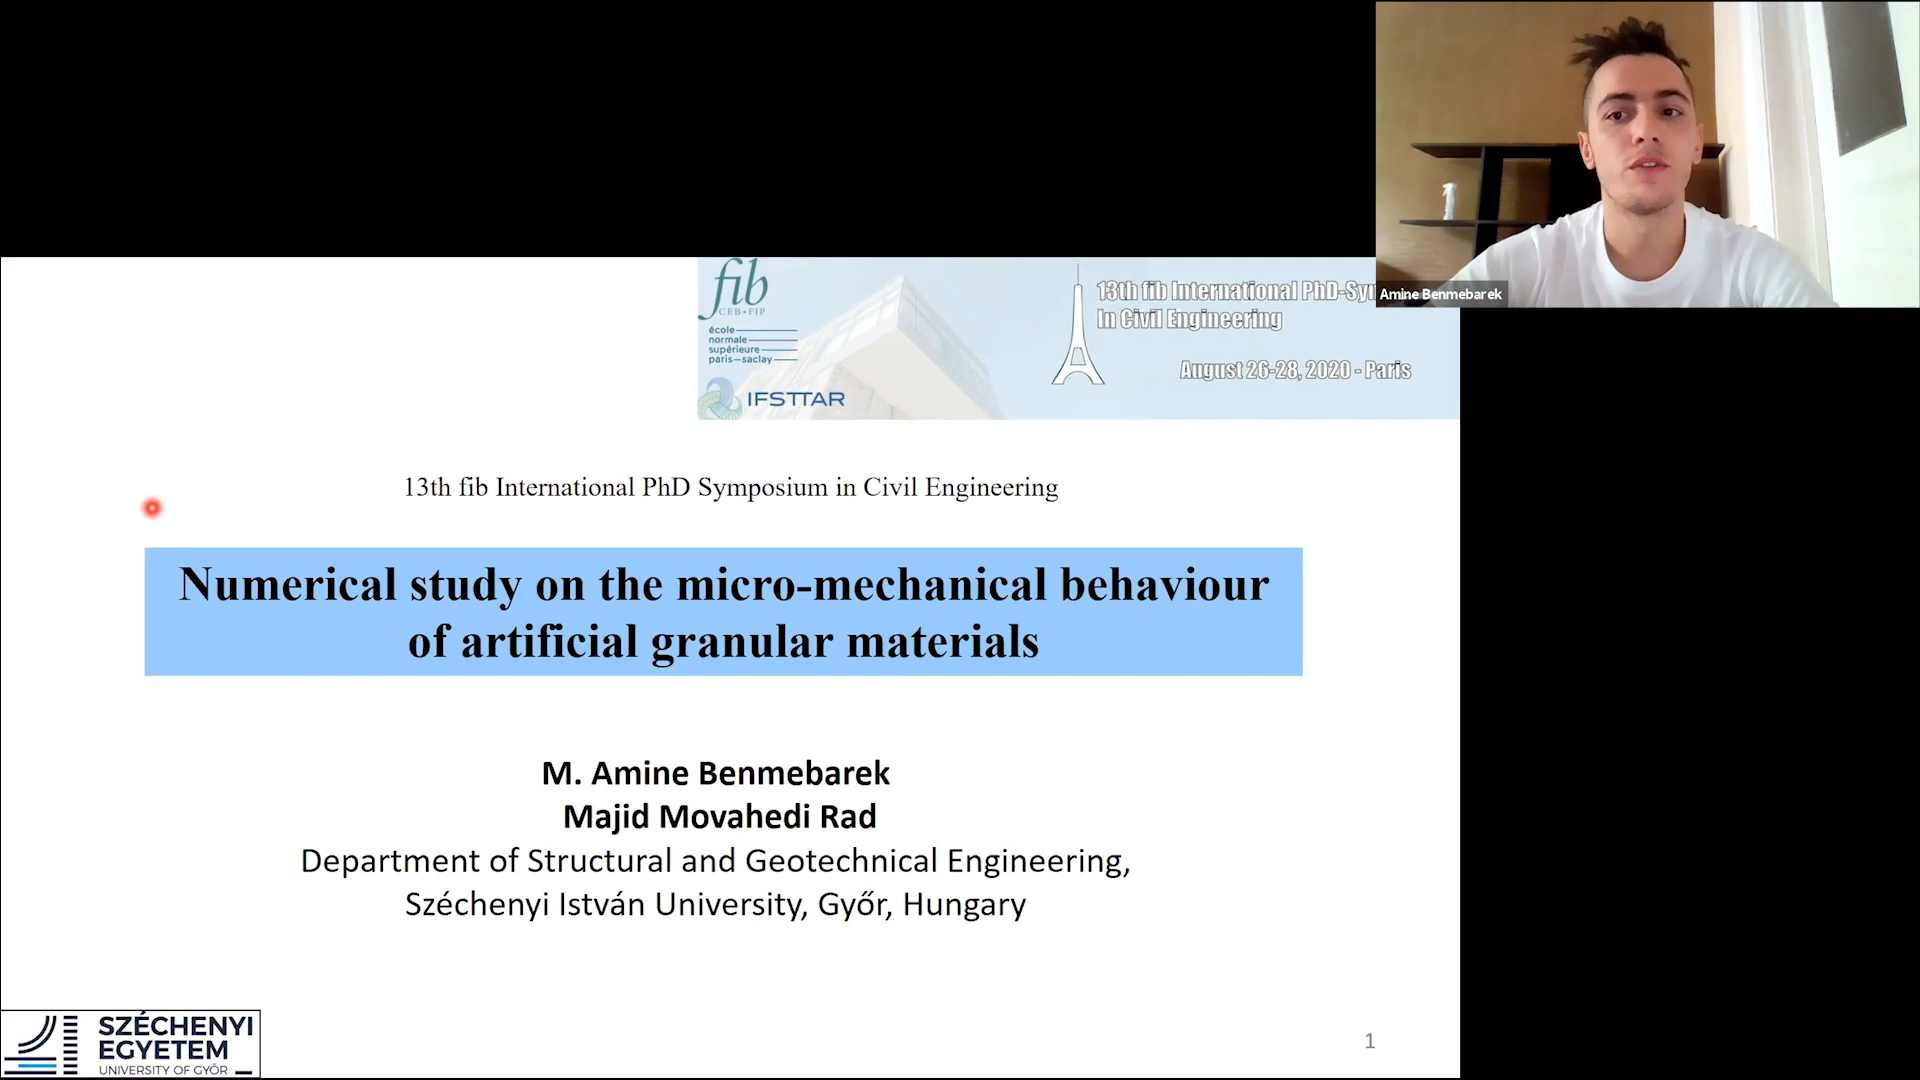 fib
CEB•FIP
école
normale
supérieure
paris–saclay
IFSTTAR
13th fib International PhD-Sy
In Civil Engineering
August 26-28, 2020 - Paris
Amine Benmebarek
13th fib International PhD Symposium in Civil Engineering
Numerical study on the micro-mechanical behaviour
of artificial granular materials
M. Amine Benmebarek
Majid Movahedi Rad
Department of Structural and Geotechnical Engineering,
Széchenyi István University, Győr, Hungary
SZÉCHENYI
EGYETEM
UNIVERSITY OF GYŐR
1